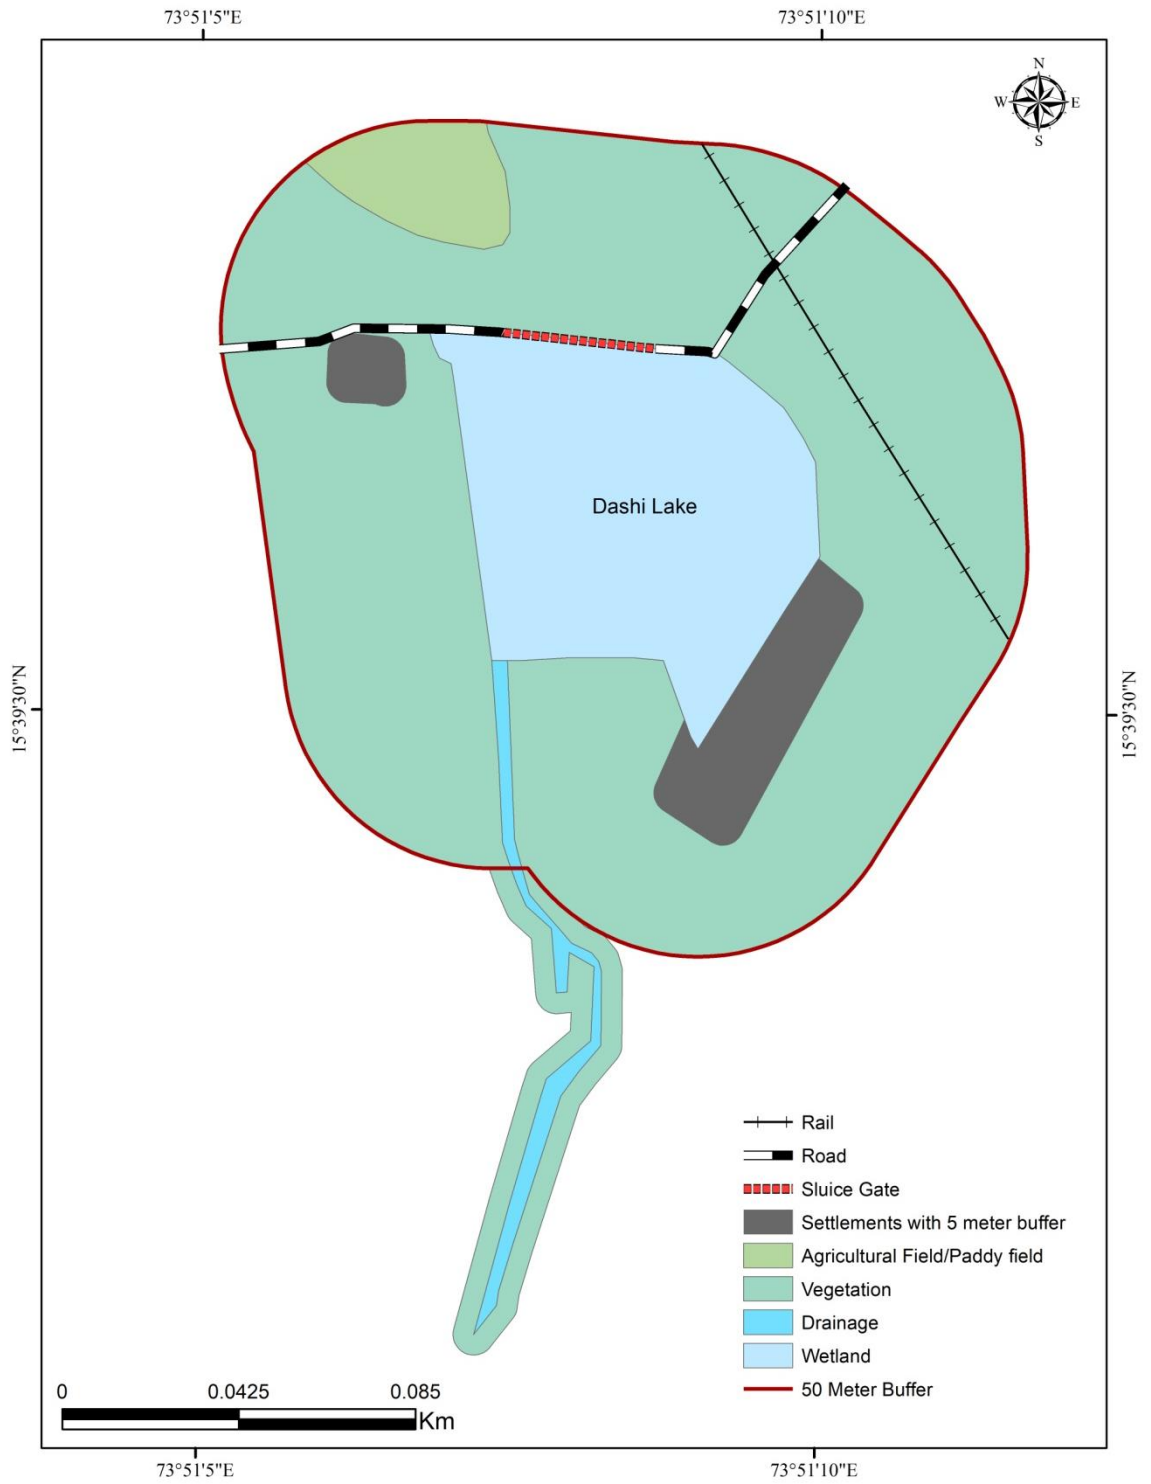 73°51'5"E
73°51'10"E
N
W
E
S
Dashi Lake
15°39'30"N
15°39'30"N
Rail
Road
Sluice Gate
Settlements with 5 meter buffer
Agricultural Field/Paddy field
Vegetation
Drainage
Wetland
50 Meter Buffer
0 0.0425 0.085
Km
73°51'5"E
73°51'10"E